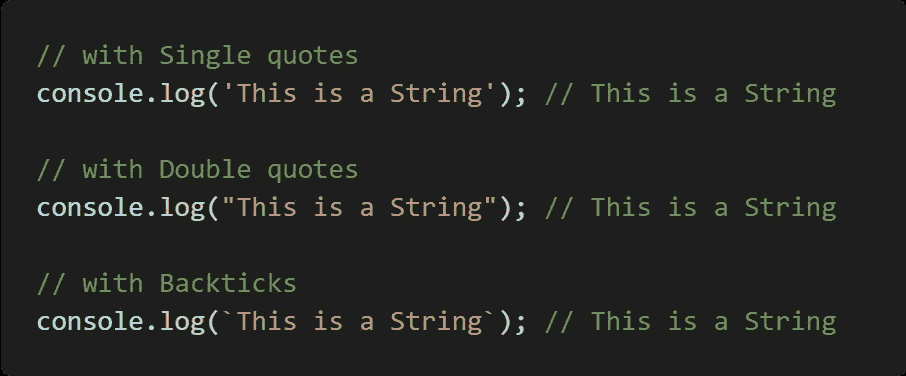 // with Single quotes
console.log('This is a String'); // This is a String
// with Double quotes
console.log("This is a String"); // This is a String
// with Backticks
console.log(`This is a String`); // This is a String